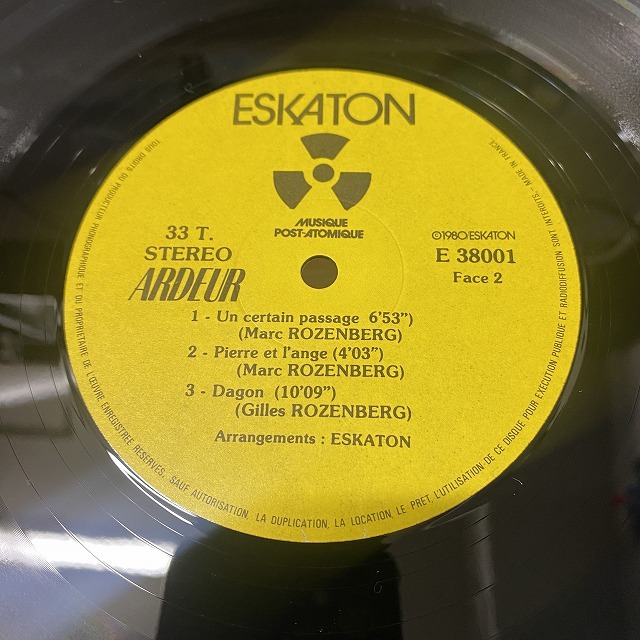 ESKATON
MUSIQUE
POST-ATOMIQUE
33 T.
STEREO
ARDEUR
©1980/ESKATON
E 38001
Face 2
1 - Un certain passage 6'53")
(Marc ROZENBERG)
2 - Pierre et l'ange (4'03")
(Marc ROZENBERG)
3 - Dagon (10'09")
(Gilles ROZENBERG)
Arrangements : ESKATON
TOUS DROITS DU PRODUCTEUR PHONOGRAPHIQUE ET DU PROPRIETAIRE DE L'ŒUVRE ENREGISTREE RESERVES. SAUF AUTORISATION, LA DUPLICATION, LA LOCATION, LE PRET, L'UTILISATION DE CE DISQUE POUR EXECUTION PUBLIQUE ET RADIODIFFUSION SONT INTERDITS - MADE IN FRANCE.